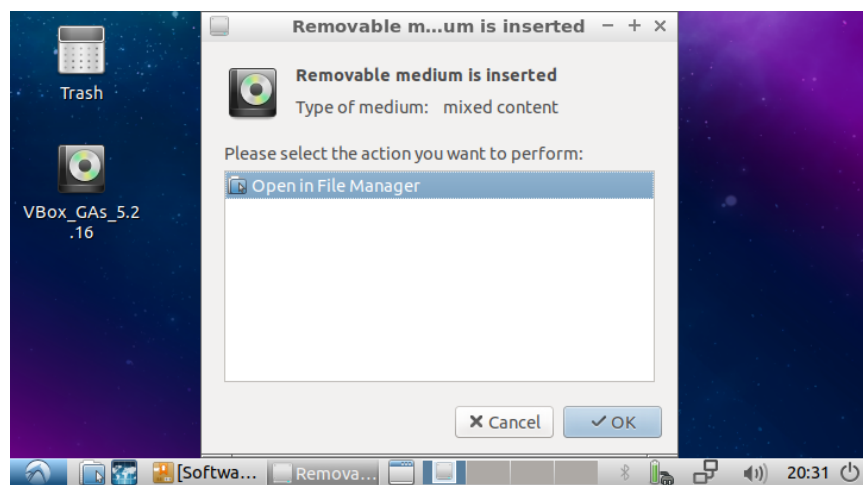 Trash
VBox_GAs_5.2
.16
Removable m...um is inserted
Removable medium is inserted
Type of medium: mixed content
Please select the action you want to perform:
Open in File Manager
Cancel
OK
[Softwa...
Remova...
20:31